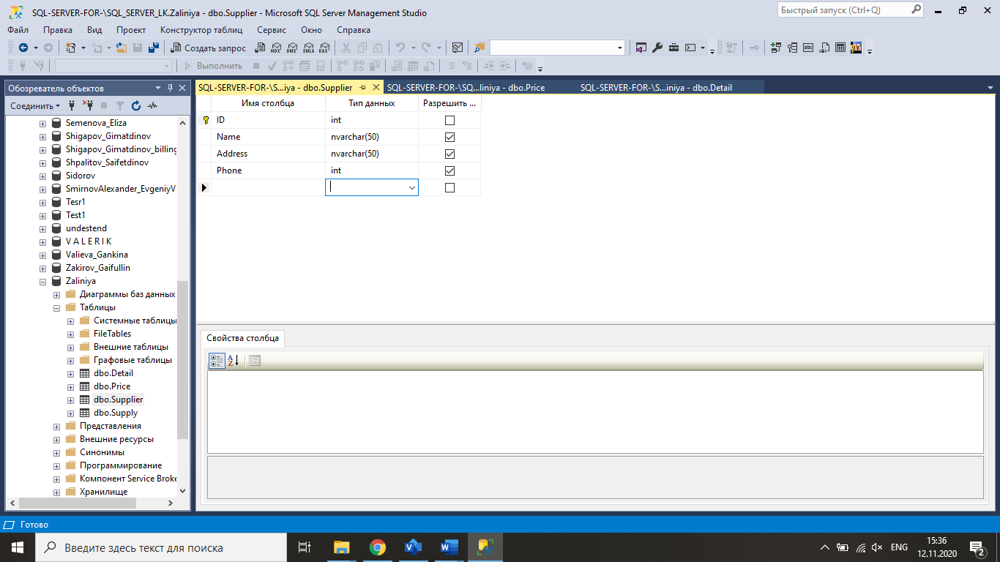 SQL-SERVER-FOR-\SQL_SERVER_LK.Zaliniya - dbo.Supplier - Microsoft SQL Server Management Studio
Быстрый запуск (Ctrl+Q)
Файл Правка Вид Проект Конструктор таблиц Сервис Окно Справка
Создать запрос MDX DMX XMLA DAX
Выполнить
Обозреватель объектов
SQL-SERVER-FOR-\S...iya - dbo.Supplier SQL-SERVER-FOR-\SQ...liniya - dbo.Price SQL-SERVER-FOR-\S...iniya - dbo.Detail
Соединить
Semenova_Eliza
Shigapov_Gimatdinov
Shigapov_Gimatdinov_billing
Shpalitov_Saifetdinov
Sidorov
SmirnovAlexander_EvgeniyV
Tesr1
Test1
undestend
V A L E R I K
Valieva_Gankina
Zakirov_Gaifullin
Zaliniya
Диаграммы баз данных
Таблицы
Системные таблицы
FileTables
Внешние таблицы
Графовые таблицы
dbo.Detail
dbo.Price
dbo.Supplier
dbo.Supply
Представления
Внешние ресурсы
Синонимы
Программирование
Компонент Service Broke
Хранилище
Имя столбца Тип данных Разрешить ...
ID int
Name nvarchar(50)
Address nvarchar(50)
Phone int
Свойства столбца
Готово
Введите здесь текст для поиска
ENG
15:36
12.11.2020
2